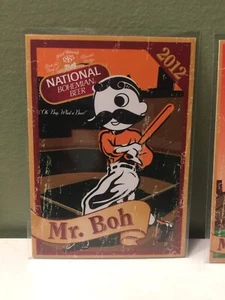 NATIONAL
BOHEMIAN
BEER
"Oh Boy, What a Beer"
2012
Mr. Boh